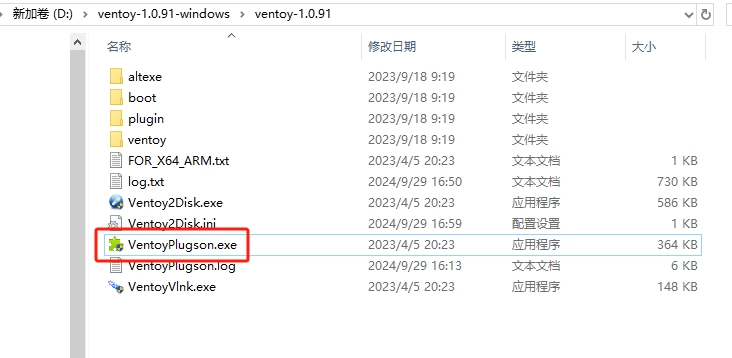 新加卷 (D:) > ventoy-1.0.91-windows > ventoy-1.0.91
名称 修改日期 类型 大小
altexe 2023/9/18 9:19 文件夹
boot 2023/9/18 9:19 文件夹
plugin 2023/9/18 9:19 文件夹
ventoy 2023/9/18 9:19 文件夹
FOR_X64_ARM.txt 2023/4/5 20:23 文本文档 1 KB
log.txt 2024/9/29 16:50 文本文档 730 KB
Ventoy2Disk.exe 2023/4/5 20:23 应用程序 586 KB
Ventoy2Disk.ini 2024/9/29 16:59 配置设置 1 KB
VentoyPlugson.exe 2023/4/5 20:23 应用程序 364 KB
VentoyPlugson.log 2024/9/29 16:13 文本文档 6 KB
VentoyVlnk.exe 2023/4/5 20:23 应用程序 148 KB